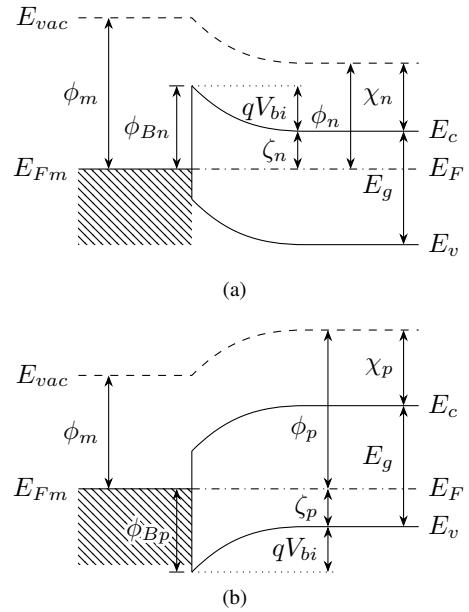 E_{vac}
ϕ_m
ϕ_{Bn}
qV_{bi}
ϕ_n
χ_n
E_c
ζ_n
E_{Fm}
E_F
E_g
E_v
(a)
E_{vac}
χ_p
E_c
ϕ_m
ϕ_p
E_g
E_{Fm}
E_F
ϕ_{Bp}
ζ_p
E_v
qV_{bi}
(b)